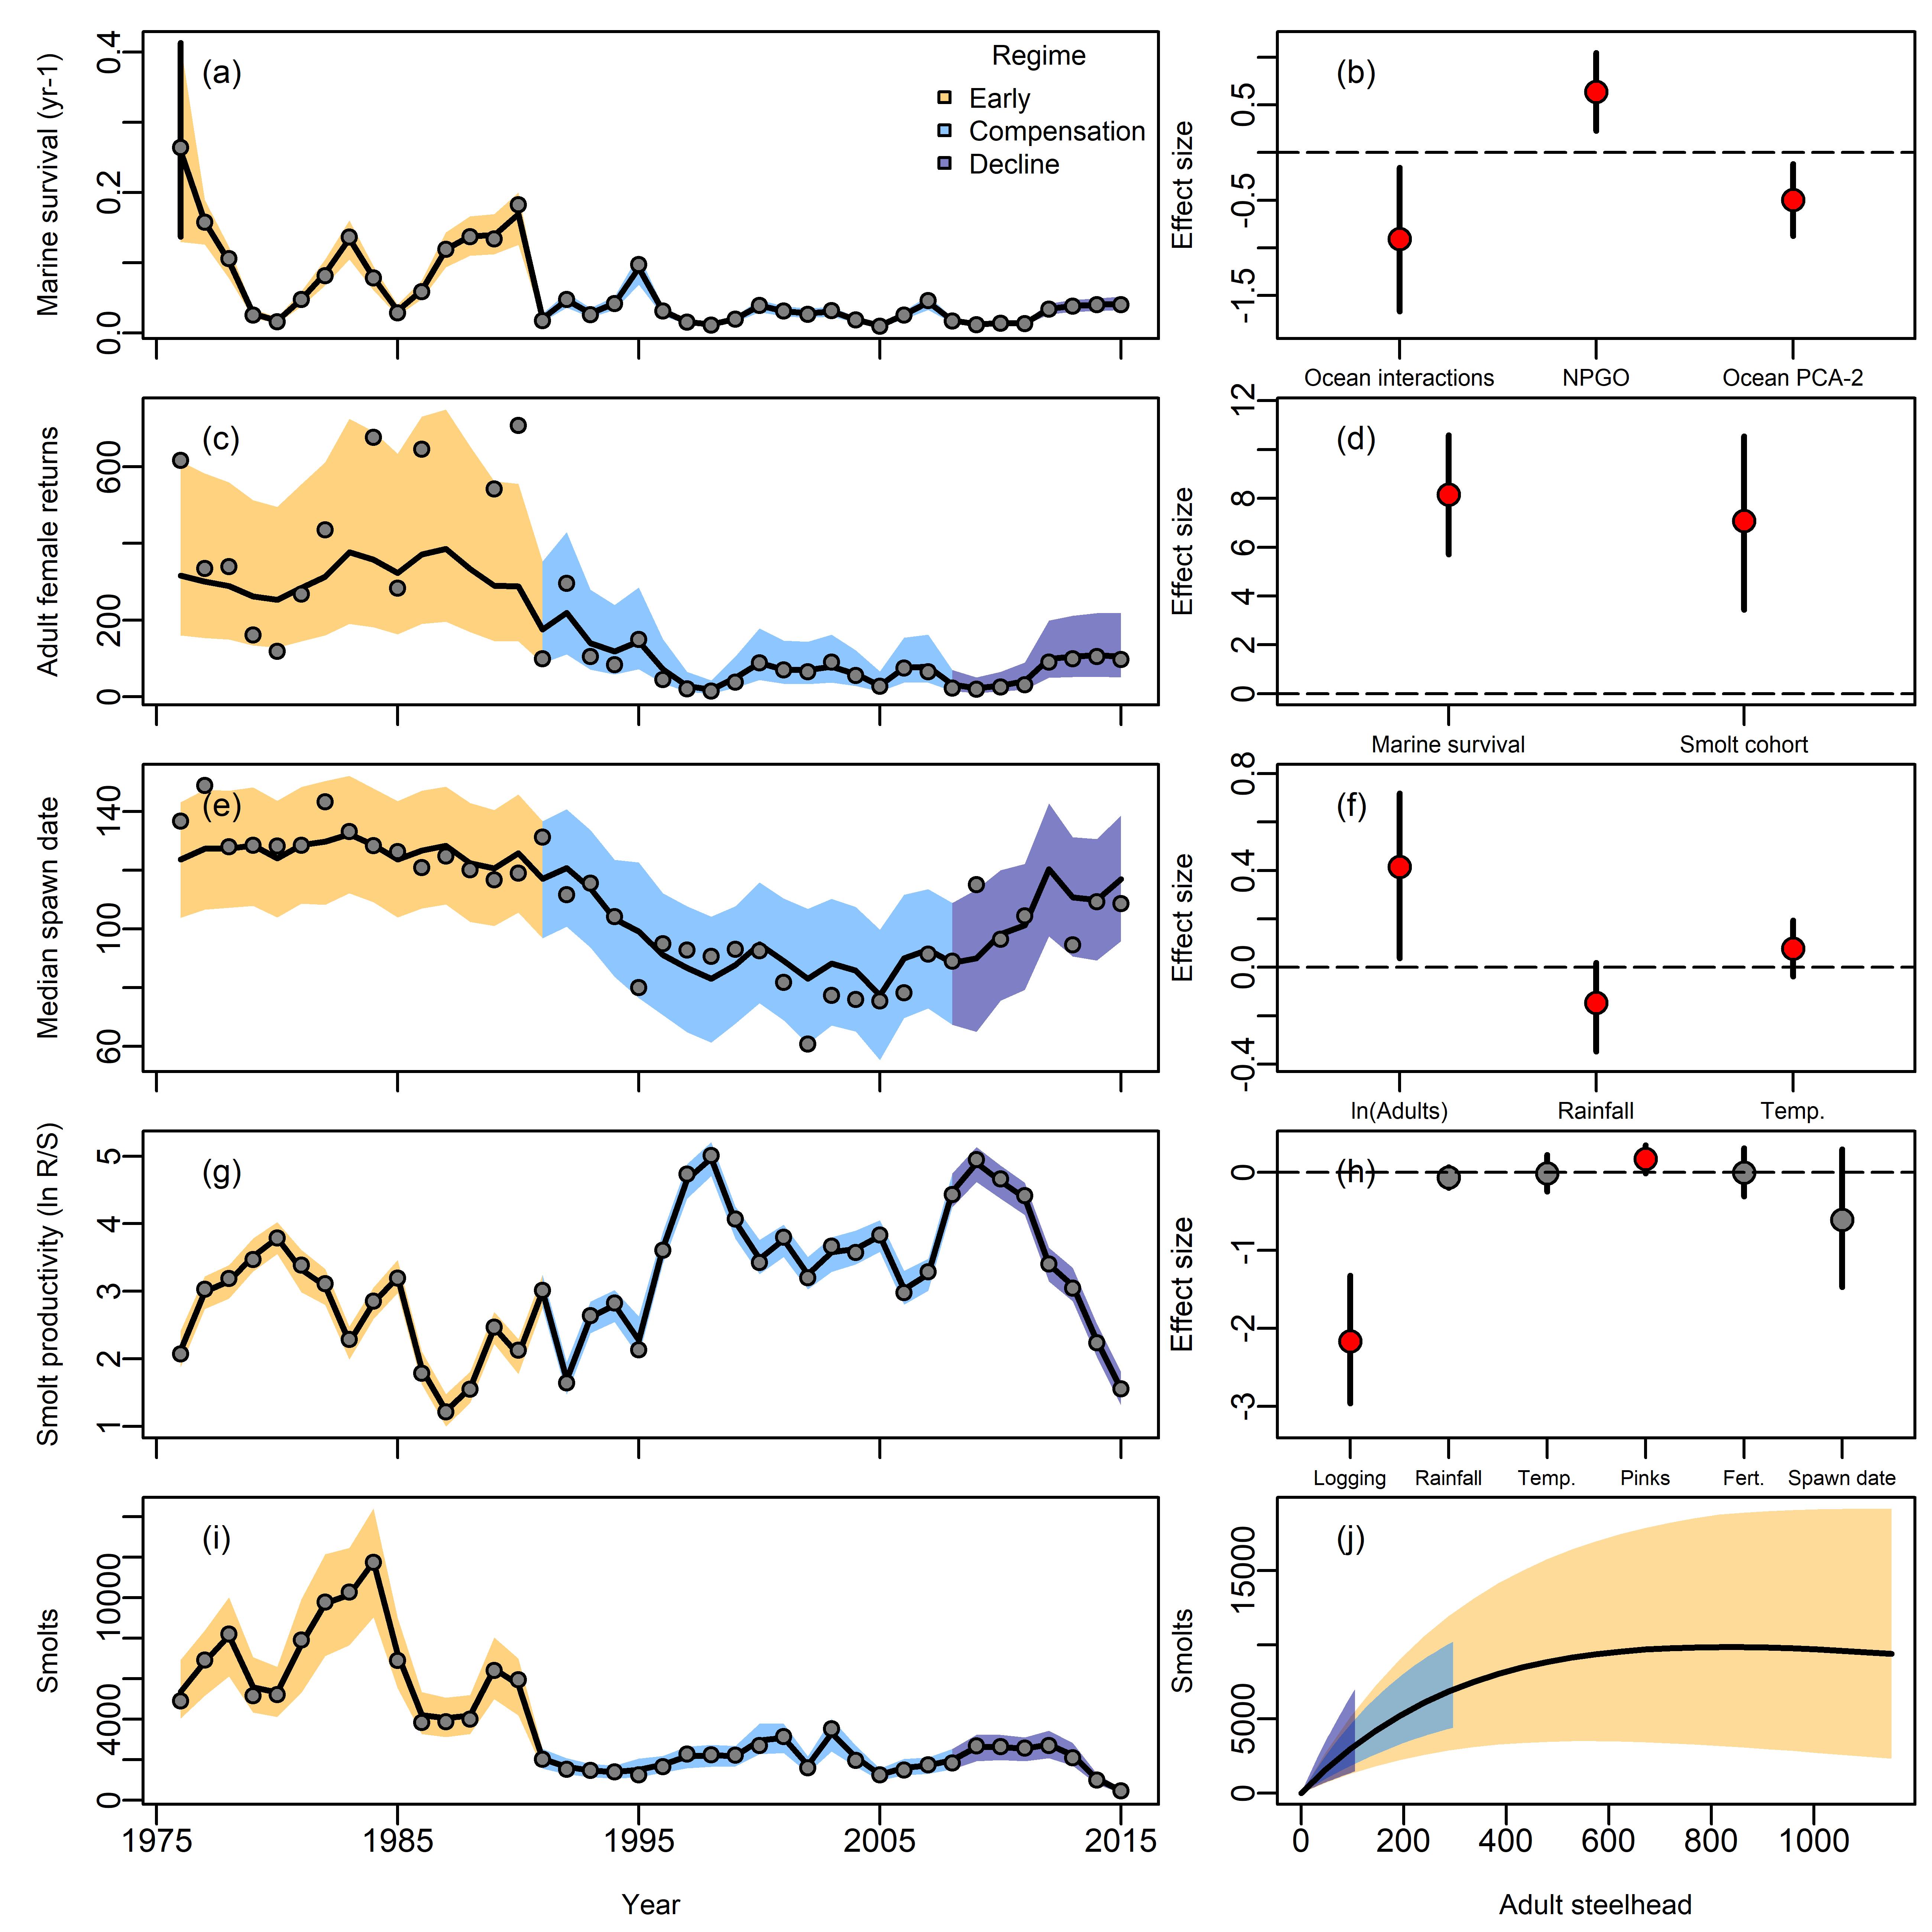 (a)
Regime
Early
Compensation
Decline
Marine survival (yr-1)
0.0 0.2 0.4
(b)
Effect size
-1.5 -0.5 0.5
Ocean interactions NPGO Ocean PCA-2
(c)
Adult female returns
0 200 600
(d)
Effect size
0 2 4 6 8 10 12
Marine survival Smolt cohort
(e)
Median spawn date
60 100 140
(f)
Effect size
-0.4 0.0 0.4 0.8
ln(Adults) Rainfall Temp.
(g)
Smolt productivity (ln R/S)
1 2 3 4 5
(h)
Effect size
-3 -2 -1 0
Logging Rainfall Temp. Pinks Fert. Spawn date
(i)
Smolts
0 4000 10000
1975 1985 1995 2005 2015
Year
(j)
Smolts
0 5000 15000
0 200 400 600 800 1000
Adult steelhead